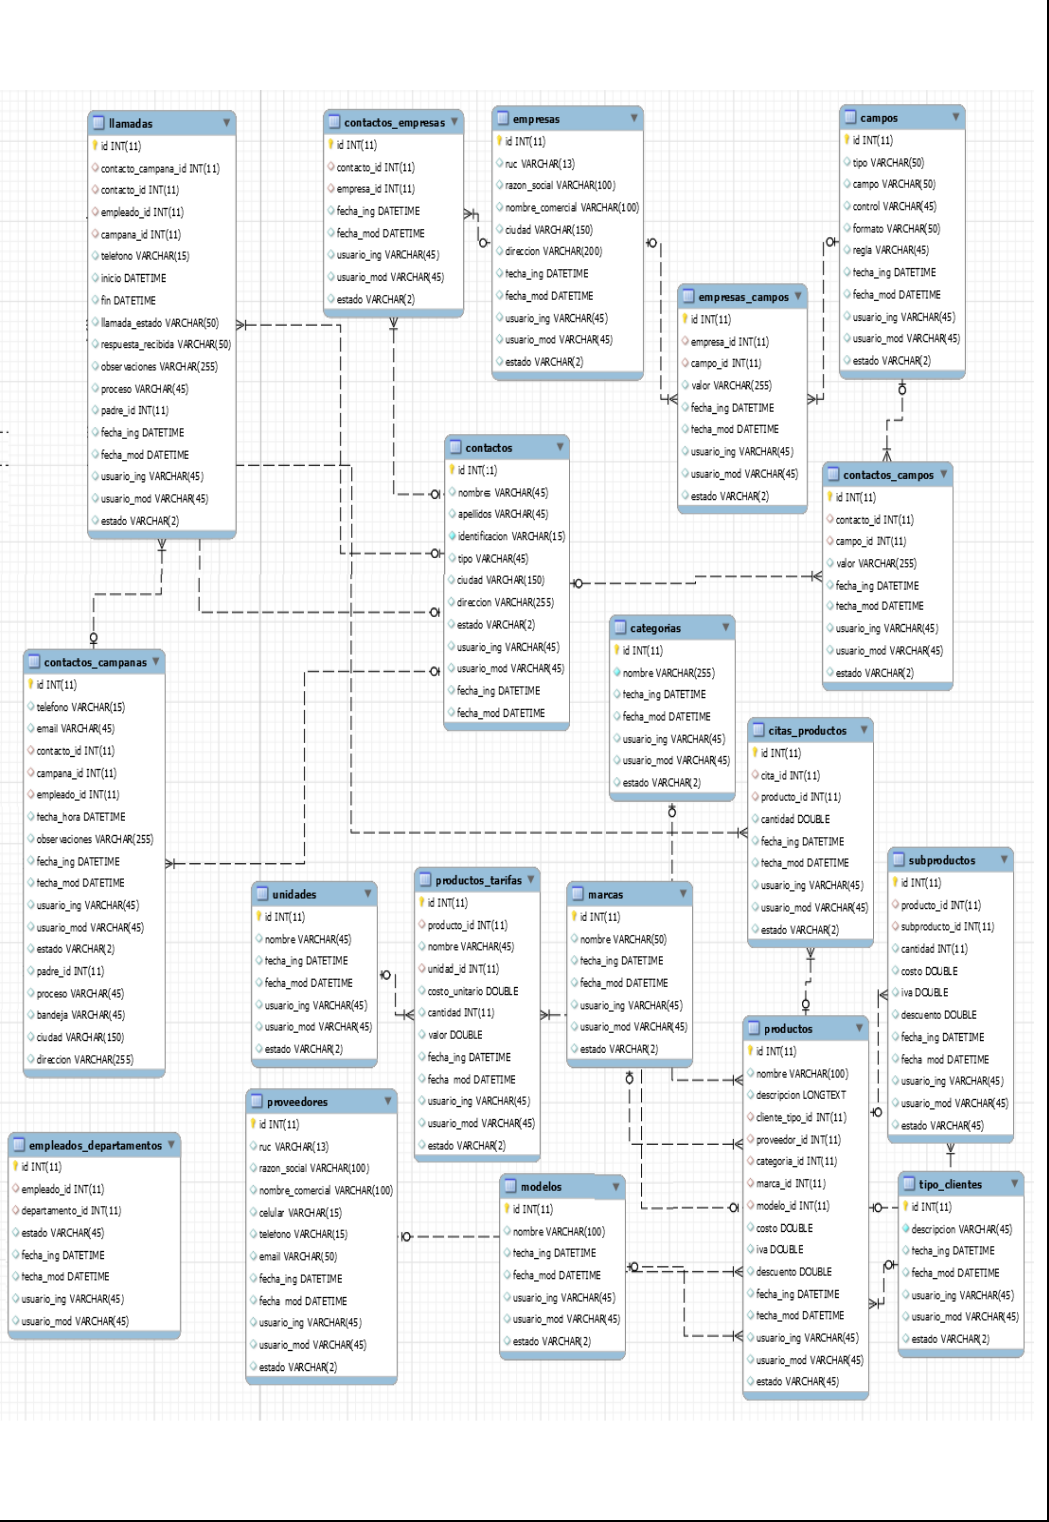 llamadas
id INT(11)
contacto_campana_id INT(11)
contacto_id INT(11)
empleado_id INT(11)
campana_id INT(11)
telefono VARCHAR(15)
inicio DATETIME
fin DATETIME
llamada_estado VARCHAR(50)
respuesta_recibida VARCHAR(50)
observaciones VARCHAR(255)
proceso VARCHAR(45)
padre_id INT(11)
fecha_ing DATETIME
fecha_mod DATETIME
usuario_ing VARCHAR(45)
usuario_mod VARCHAR(45)
estado VARCHAR(2)
contactos_empresas
id INT(11)
contacto_id INT(11)
empresa_id INT(11)
fecha_ing DATETIME
fecha_mod DATETIME
usuario_ing VARCHAR(45)
usuario_mod VARCHAR(45)
estado VARCHAR(2)
empresas
id INT(11)
ruc VARCHAR(13)
razon_social VARCHAR(100)
nombre_comercial VARCHAR(100)
ciudad VARCHAR(150)
direccion VARCHAR(200)
fecha_ing DATETIME
fecha_mod DATETIME
usuario_ing VARCHAR(45)
usuario_mod VARCHAR(45)
estado VARCHAR(2)
campos
id INT(11)
tipo VARCHAR(50)
campo VARCHAR(50)
control VARCHAR(45)
formato VARCHAR(50)
regla VARCHAR(45)
fecha_ing DATETIME
fecha_mod DATETIME
usuario_ing VARCHAR(45)
usuario_mod VARCHAR(45)
estado VARCHAR(2)
empresas_campos
id INT(11)
empresa_id INT(11)
campo_id INT(11)
valor VARCHAR(255)
fecha_ing DATETIME
fecha_mod DATETIME
usuario_ing VARCHAR(45)
usuario_mod VARCHAR(45)
estado VARCHAR(2)
contactos
id INT(11)
nombres VARCHAR(45)
apellidos VARCHAR(45)
identificacion VARCHAR(15)
tipo VARCHAR(45)
ciudad VARCHAR(150)
direccion VARCHAR(255)
estado VARCHAR(2)
usuario_ing VARCHAR(45)
usuario_mod VARCHAR(45)
fecha_ing DATETIME
fecha_mod DATETIME
contactos_campos
id INT(11)
contacto_id INT(11)
campo_id INT(11)
valor VARCHAR(255)
fecha_ing DATETIME
fecha_mod DATETIME
usuario_ing VARCHAR(45)
usuario_mod VARCHAR(45)
estado VARCHAR(2)
contactos_campanas
id INT(11)
telefono VARCHAR(15)
email VARCHAR(45)
contacto_id INT(11)
campana_id INT(11)
empleado_id INT(11)
fecha_hora DATETIME
observaciones VARCHAR(255)
fecha_ing DATETIME
fecha_mod DATETIME
usuario_ing VARCHAR(45)
usuario_mod VARCHAR(45)
estado VARCHAR(2)
padre_id INT(11)
proceso VARCHAR(45)
bandeja VARCHAR(45)
ciudad VARCHAR(150)
direccion VARCHAR(255)
categorias
id INT(11)
nombre VARCHAR(255)
fecha_ing DATETIME
fecha_mod DATETIME
usuario_ing VARCHAR(45)
usuario_mod VARCHAR(45)
estado VARCHAR(2)
citas_productos
id INT(11)
cita_id INT(11)
producto_id INT(11)
cantidad DOUBLE
fecha_ing DATETIME
fecha_mod DATETIME
usuario_ing VARCHAR(45)
usuario_mod VARCHAR(45)
estado VARCHAR(2)
subproductos
id INT(11)
producto_id INT(11)
subproducto_id INT(11)
cantidad INT(11)
costo DOUBLE
iva DOUBLE
descuento DOUBLE
fecha_ing DATETIME
fecha_mod DATETIME
usuario_ing VARCHAR(45)
usuario_mod VARCHAR(45)
estado VARCHAR(45)
unidades
id INT(11)
nombre VARCHAR(45)
fecha_ing DATETIME
fecha_mod DATETIME
usuario_ing VARCHAR(45)
usuario_mod VARCHAR(45)
estado VARCHAR(2)
productos_tarifas
id INT(11)
producto_id INT(11)
nombre VARCHAR(45)
unidad_id INT(11)
costo_unitario DOUBLE
cantidad INT(11)
valor DOUBLE
fecha_ing DATETIME
fecha_mod DATETIME
usuario_ing VARCHAR(45)
usuario_mod VARCHAR(45)
estado VARCHAR(2)
marcas
id INT(11)
nombre VARCHAR(50)
fecha_ing DATETIME
fecha_mod DATETIME
usuario_ing VARCHAR(45)
usuario_mod VARCHAR(45)
estado VARCHAR(2)
productos
id INT(11)
nombre VARCHAR(100)
descripcion LONGTEXT
cliente_tipo_id INT(11)
proveedor_id INT(11)
categoria_id INT(11)
marca_id INT(11)
modelo_id INT(11)
costo DOUBLE
iva DOUBLE
descuento DOUBLE
fecha_ing DATETIME
fecha_mod DATETIME
usuario_ing VARCHAR(45)
usuario_mod VARCHAR(45)
estado VARCHAR(45)
proveedores
id INT(11)
ruc VARCHAR(13)
razon_social VARCHAR(100)
nombre_comercial VARCHAR(100)
celular VARCHAR(15)
telefono VARCHAR(15)
email VARCHAR(50)
fecha_ing DATETIME
fecha_mod DATETIME
usuario_ing VARCHAR(45)
usuario_mod VARCHAR(45)
estado VARCHAR(2)
empleados_departamentos
id INT(11)
empleado_id INT(11)
departamento_id INT(11)
estado VARCHAR(45)
fecha_ing DATETIME
fecha_mod DATETIME
usuario_ing VARCHAR(45)
usuario_mod VARCHAR(45)
modelos
id INT(11)
nombre VARCHAR(100)
fecha_ing DATETIME
fecha_mod DATETIME
usuario_ing VARCHAR(45)
usuario_mod VARCHAR(45)
estado VARCHAR(2)
tipo_clientes
id INT(11)
descripcion VARCHAR(45)
fecha_ing DATETIME
fecha_mod DATETIME
usuario_ing VARCHAR(45)
usuario_mod VARCHAR(45)
estado VARCHAR(2)